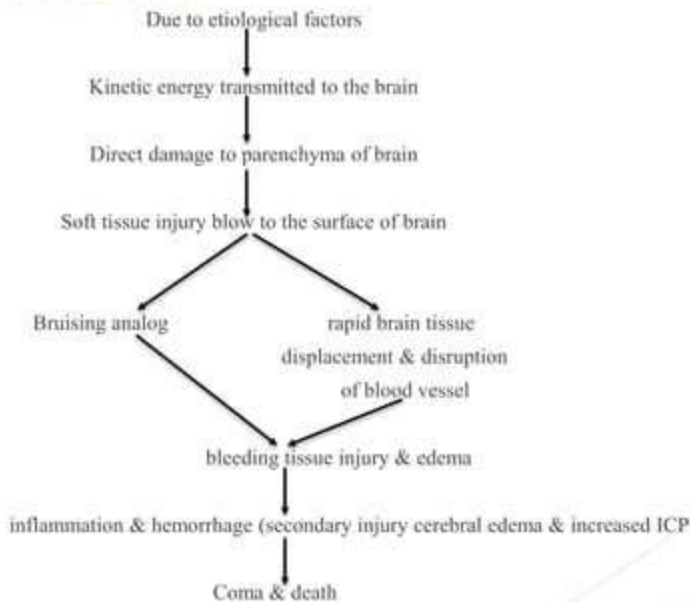 Due to etiological factors
Kinetic energy transmitted to the brain
Direct damage to parenchyma of brain
Soft tissue injury blow to the surface of brain
Bruising analog
rapid brain tissue
displacement & disruption
of blood vessel
bleeding tissue injury & edema
inflammation & hemorrhage (secondary injury cerebral edema & increased ICP
Coma & death